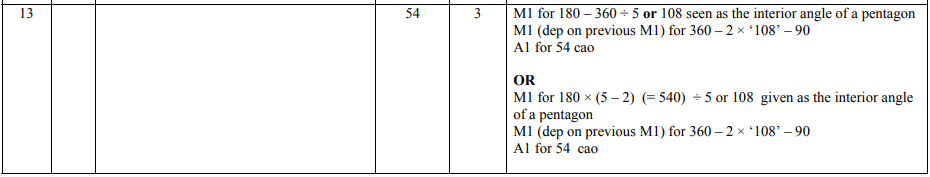 13 54 3 M1 for 180 – 360 ÷ 5 or 108 seen as the interior angle of a pentagon
M1 (dep on previous M1) for 360 – 2 × ‘108’ – 90
A1 for 54 cao
OR
M1 for 180 × (5 – 2) (= 540) ÷ 5 or 108 given as the interior angle
of a pentagon
M1 (dep on previous M1) for 360 – 2 × ‘108’ – 90
A1 for 54 cao